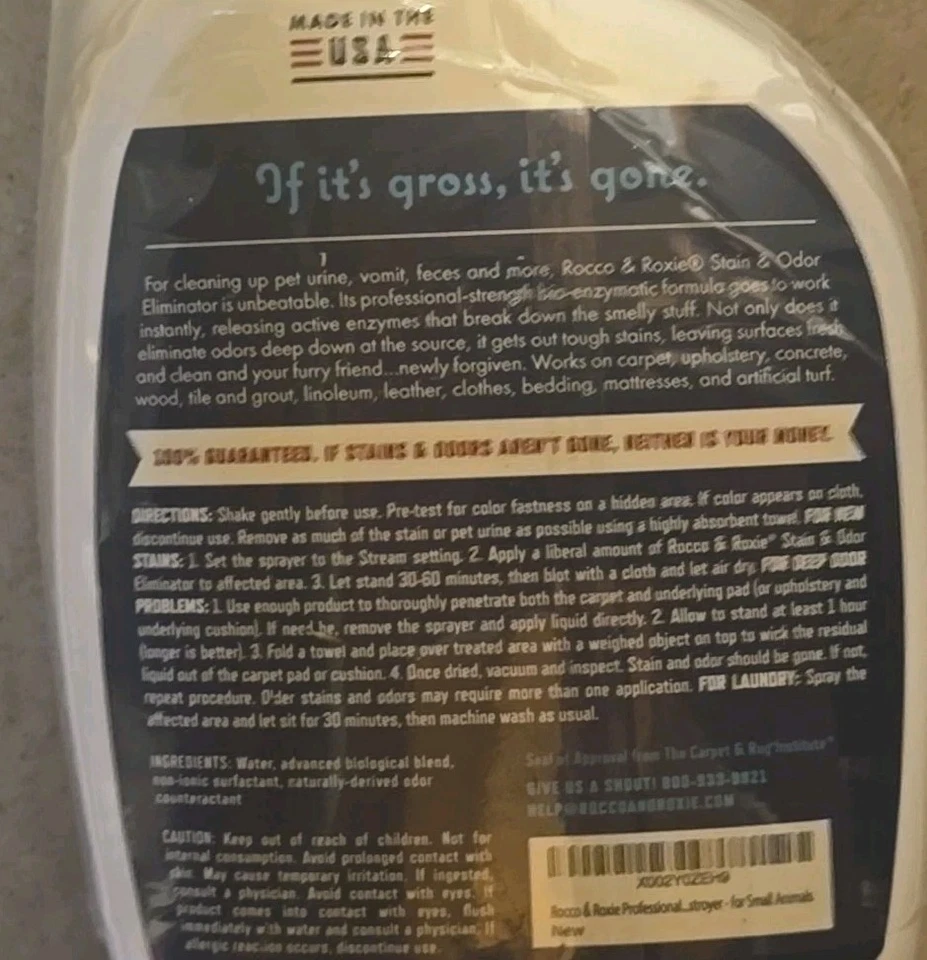 MADE IN THE
USA
If it's gross, it's gone.
For cleaning up pet urine, vomit, feces and more, Rocco & Roxie® Stain & Odor
Eliminator is unbeatable. Its professional-strength bio-enzymatic formula goes to work
instantly, releasing active enzymes that break down the smelly stuff. Not only does it
eliminate odors deep down at the source, it gets out tough stains, leaving surfaces fresh
and clean and your furry friend...newly forgiven. Works on carpet, upholstery, concrete,
wood, tile and grout, linoleum, leather, clothes, bedding, mattresses, and artificial turf.
100% GUARANTEED. IF STAINS & ODORS AREN'T GONE, NEITHER IS YOUR MONEY.
DIRECTIONS: Shake gently before use. Pre-test for color fastness on a hidden area. If color appears on cloth,
discontinue use. Remove as much of the stain or pet urine as possible using a highly absorbent towel. FOR NEW
STAINS: 1. Set the sprayer to the Stream setting. 2. Apply a liberal amount of Rocco & Roxie® Stain & Odor
Eliminator to affected area. 3. Let stand 30-60 minutes, then blot with a cloth and let air dry. FOR DEEP ODOR
PROBLEMS: 1. Use enough product to thoroughly penetrate both the carpet and underlying pad (or upholstery and
underlying cushion). If need be, remove the sprayer and apply liquid directly. 2. Allow to stand at least 1 hour
(longer is better). 3. Fold a towel and place over treated area with a weighed object on top to wick the residual
liquid out of the carpet pad or cushion. 4. Once dried, vacuum and inspect. Stain and odor should be gone. If not,
repeat procedure. Older stains and odors may require more than one application. FOR LAUNDRY: Spray the
affected area and let sit for 30 minutes, then machine wash as usual.
INGREDIENTS: Water, advanced biological blend,
non-ionic surfactant, naturally-derived odor
counteractant
Seal of Approval from The Carpet & Rug Institute™
GIVE US A SHOUT!
HELP@ROCCOANDROXIE.COM
CAUTION: Keep out of reach of children. Not for
internal consumption. Avoid prolonged contact with
skin. May cause temporary irritation. If ingested,
consult a physician. Avoid contact with eyes. If
product comes into contact with eyes, flush
immediately with water and consult a physician. If
allergic reaction occurs, discontinue use.
X002Y0ZEH9
Rocco & Roxie Professional...stroyer - for Small Animals
New